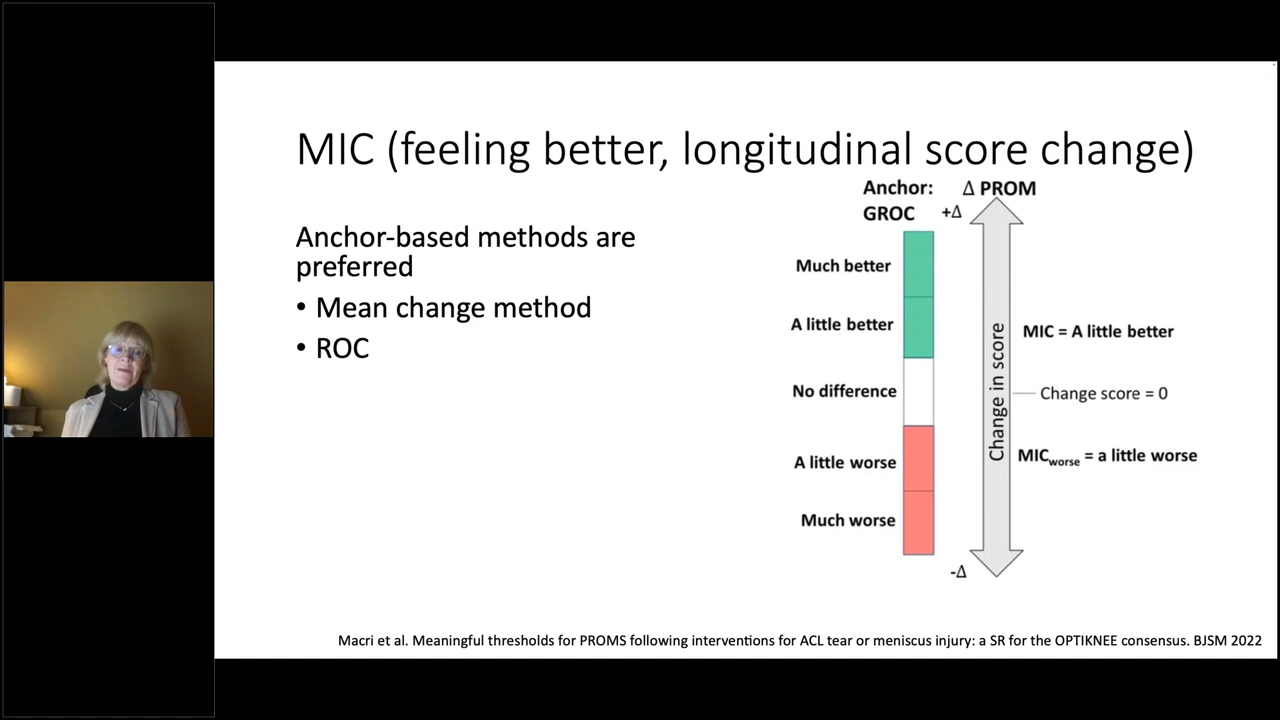 MIC (feeling better, longitudinal score change)
Anchor-based methods are
preferred
• Mean change method
• ROC
Anchor:
GROC
Δ PROM
+Δ
Much better
A little better
No difference
A little worse
Much worse
Change in score
MIC = A little better
Change score = 0
MICworse = a little worse
-Δ
Macri et al. Meaningful thresholds for PROMS following interventions for ACL tear or meniscus injury: a SR for the OPTIKNEE consensus. BJSM 2022